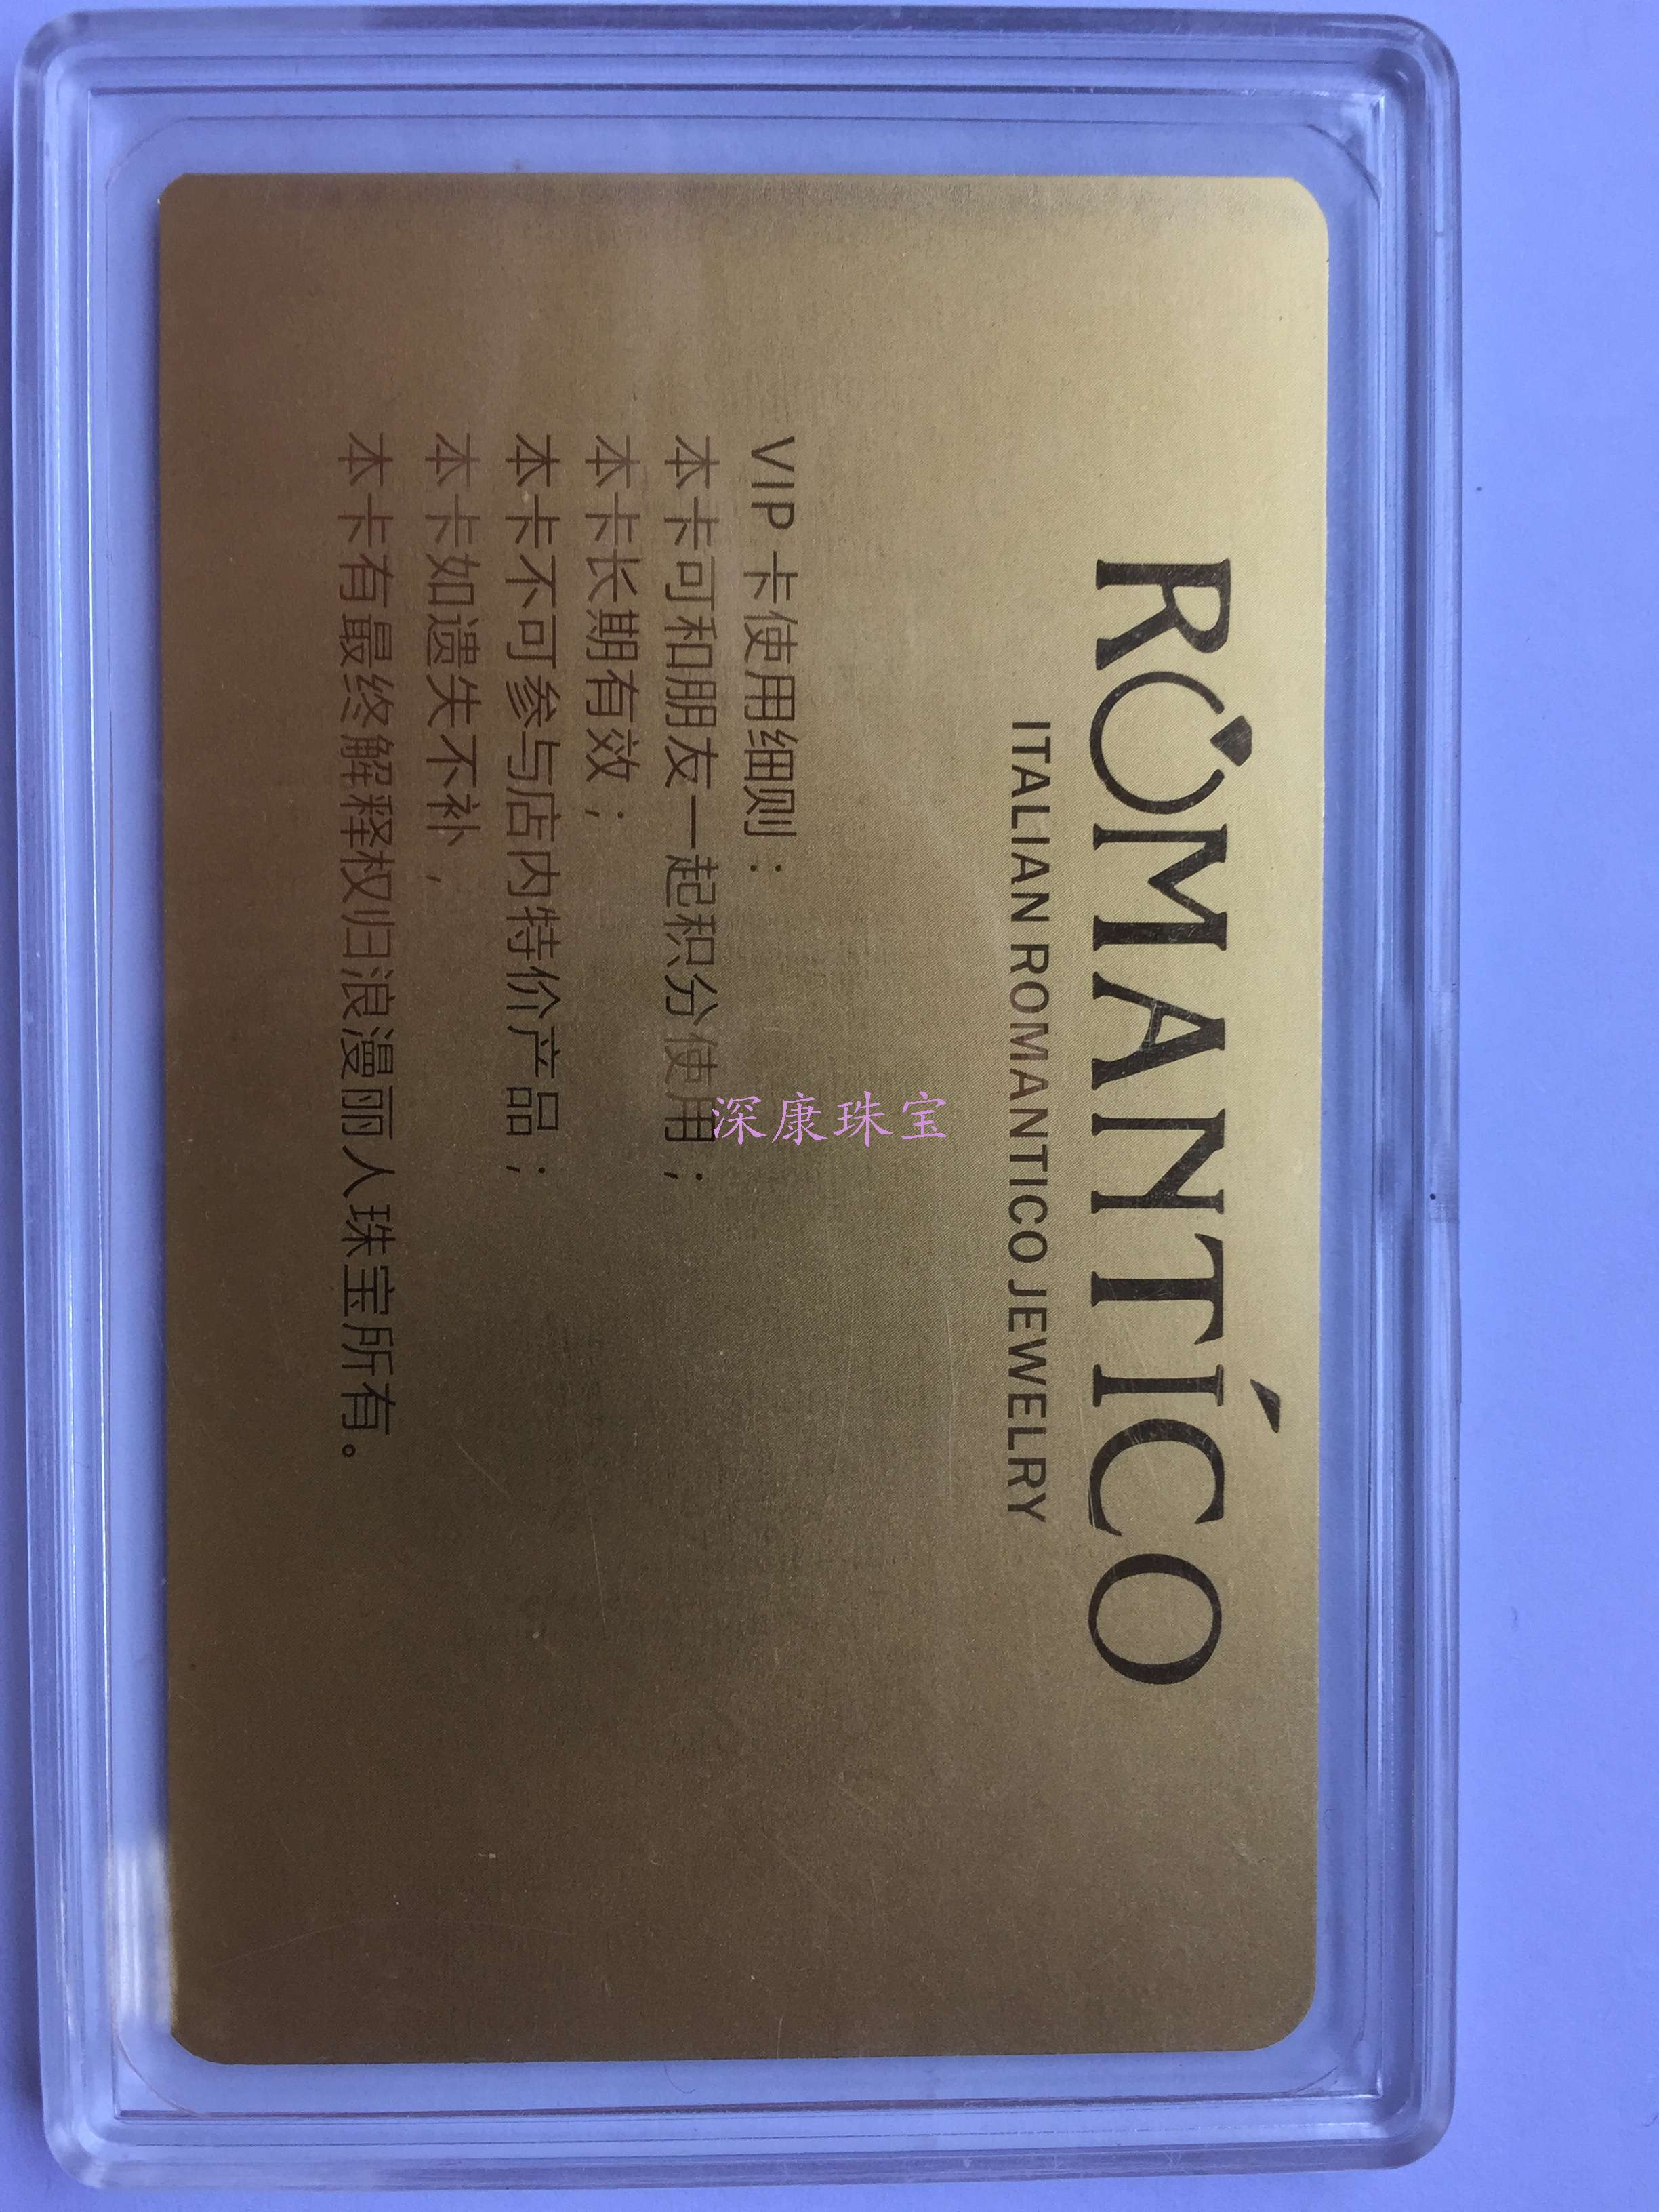 ROMANTÍCO
ITALIAN ROMANTICO JEWELRY
VIP 卡使用细则：
本卡可和朋友一起积分使用；
本卡长期有效；
本卡不可参与店内特价产品；
本卡如遗失不补，
本卡有最终解释权归浪漫丽人珠宝所有。
深康珠宝